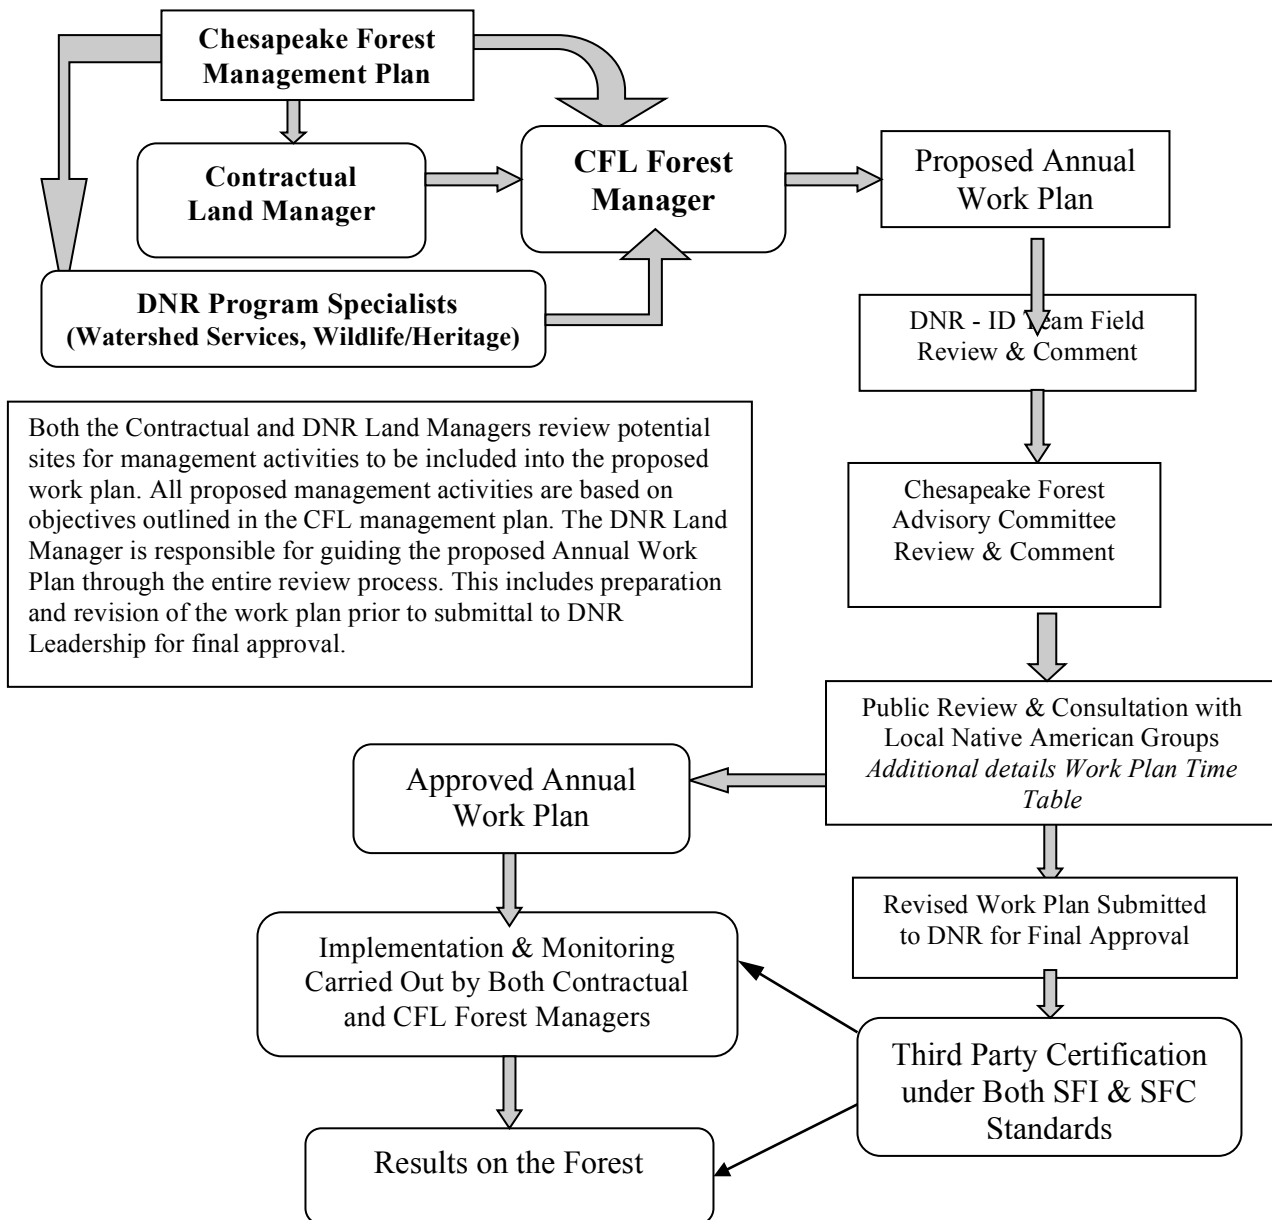 Chesapeake Forest
Management Plan
Contractual
Land Manager
CFL Forest
Manager
Proposed Annual
Work Plan
DNR Program Specialists
(Watershed Services, Wildlife/Heritage)
DNR - ID Team Field
Review & Comment
Both the Contractual and DNR Land Managers review potential
sites for management activities to be included into the proposed
work plan. All proposed management activities are based on
objectives outlined in the CFL management plan. The DNR Land
Manager is responsible for guiding the proposed Annual Work
Plan through the entire review process. This includes preparation
and revision of the work plan prior to submittal to DNR
Leadership for final approval.
Chesapeake Forest
Advisory Committee
Review & Comment
Public Review & Consultation with
Local Native American Groups
Additional details Work Plan Time
Table
Approved Annual
Work Plan
Revised Work Plan Submitted
to DNR for Final Approval
Implementation & Monitoring
Carried Out by Both Contractual
and CFL Forest Managers
Third Party Certification
under Both SFI & SFC
Standards
Results on the Forest